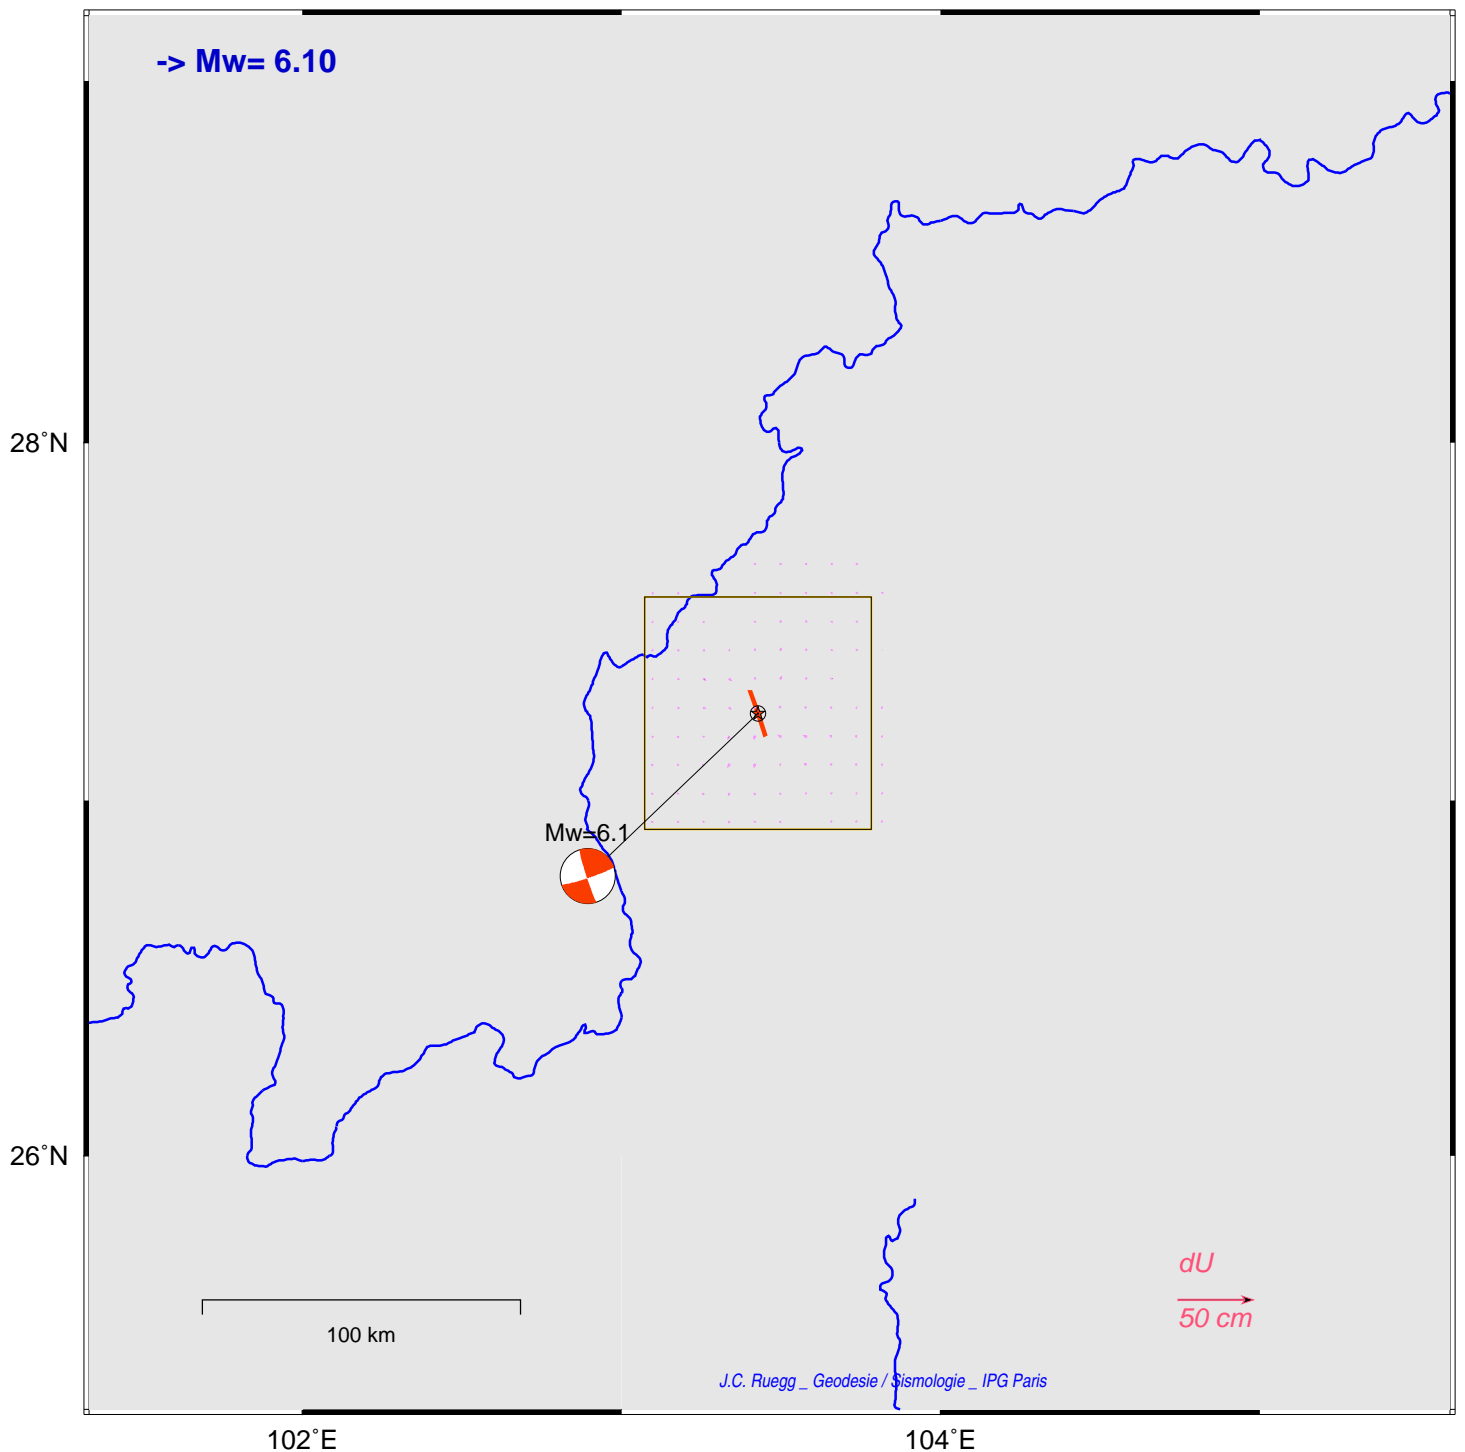 -> Mw= 6.10
28˚N
Mw=6.1
26˚N
dU
50 cm
100 km
J.C. Ruegg _ Geodesie / Sismologie _ IPG Paris
102˚E
104˚E